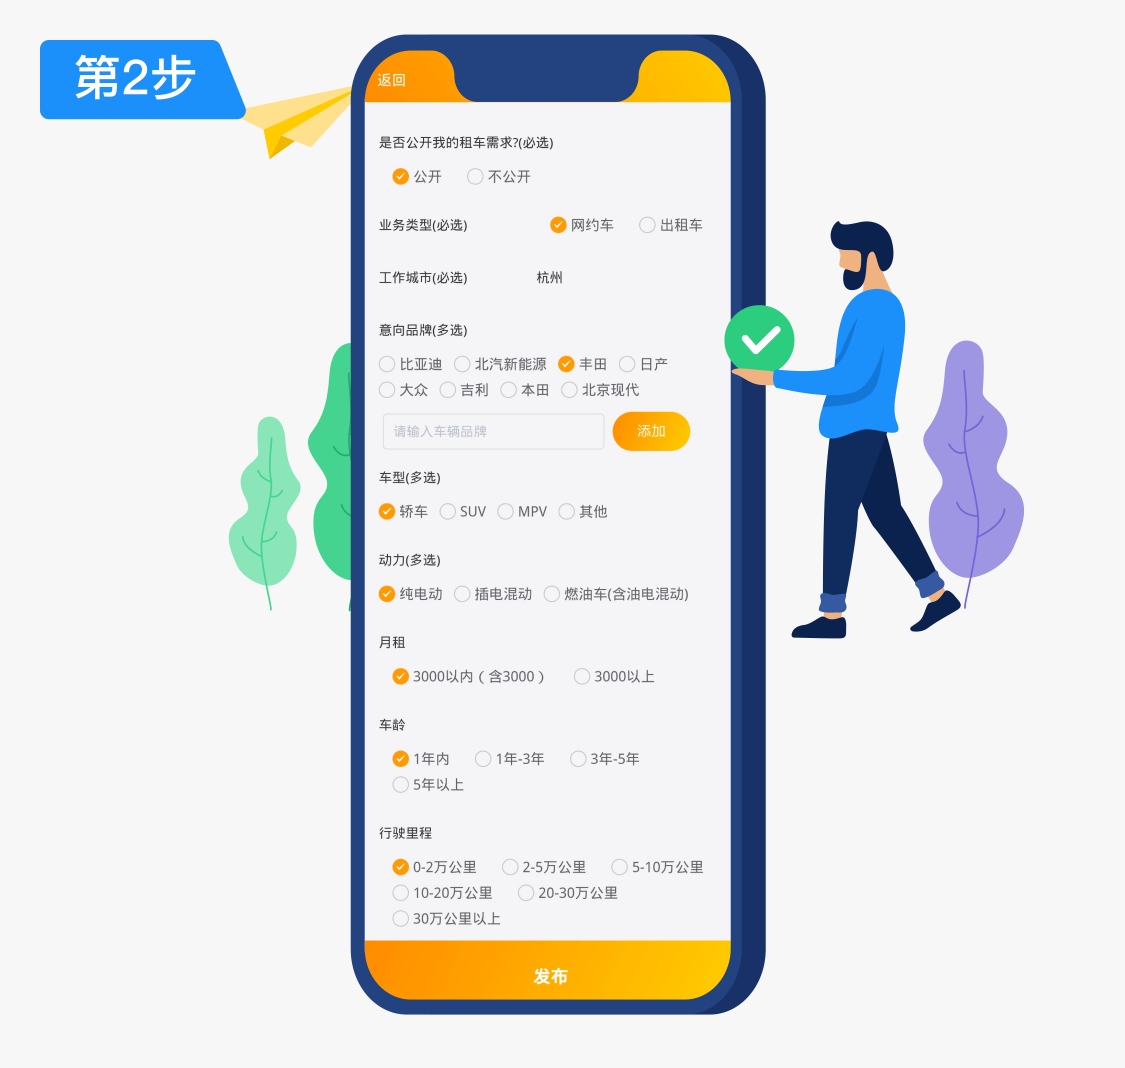 第2步
返回
是否公开我的租车需求?(必选)
公开 不公开
业务类型(必选) 网约车 出租车
工作城市(必选) 杭州
意向品牌(多选)
比亚迪 北汽新能源 丰田 日产
大众 吉利 本田 北京现代
请输入车辆品牌 添加
车型(多选)
轿车 SUV MPV 其他
动力(多选)
纯电动 插电混动 燃油车(含油电混动)
月租
3000以内（含3000） 3000以上
车龄
1年内 1年-3年 3年-5年
5年以上
行驶里程
0-2万公里 2-5万公里 5-10万公里
10-20万公里 20-30万公里
30万公里以上
发布